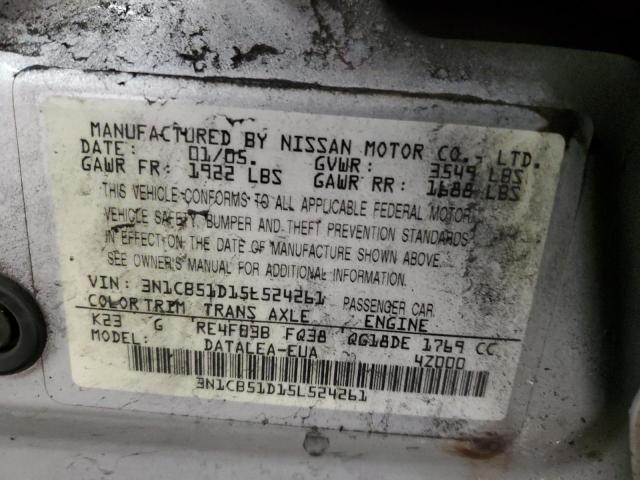 MANUFACTURED BY NISSAN MOTOR CO., LTD.
DATE: 01/05. GVWR: 3549 LBS
GAWR FR: 1922 LBS GAWR RR: 1688 LBS
THIS VEHICLE CONFORMS TO ALL APPLICABLE FEDERAL MOTOR
VEHICLE SAFETY, BUMPER AND THEFT PREVENTION STANDARDS
IN EFFECT ON THE DATE OF MANUFACTURE SHOWN ABOVE.
SEE OWNER'S MANUAL FOR ADDITIONAL INFORMATION
VIN: 3N1CB51D15L524261 PASSENGER CAR
COLOR TRIM TRANS AXLE ENGINE
K23 G RE4F03B FQ38 QG18DE 1769 CC
MODEL: DATALEA-EUA 4Z000
3N1CB51D15L524261